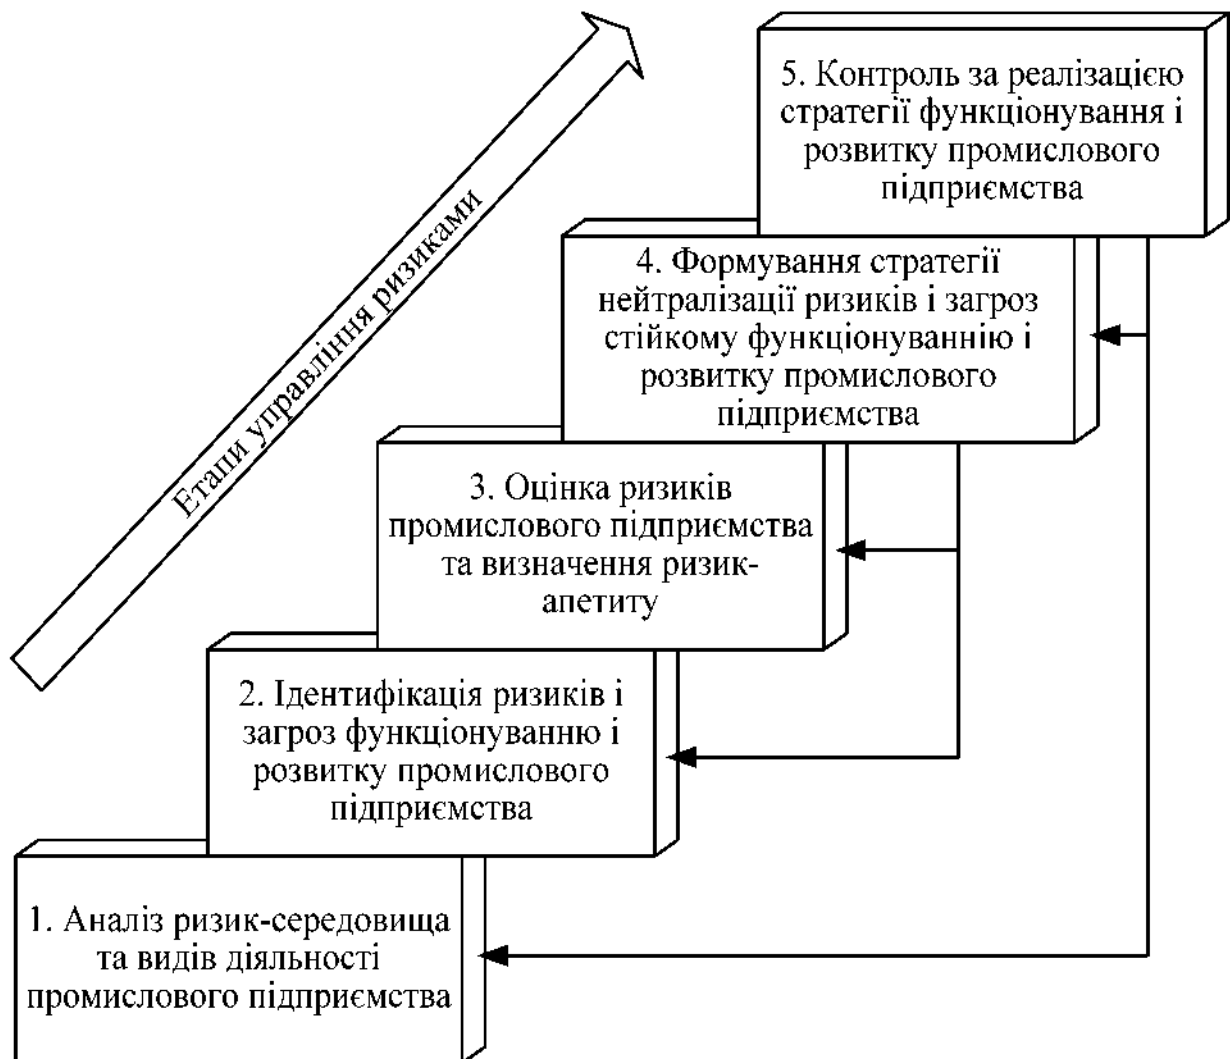 Етапи управління ризиками
5. Контроль за реалізацією
стратегії функціонування і
розвитку промислового
підприємства
4. Формування стратегії
нейтралізації ризиків і загроз
стійкому функціонуваннію і
розвитку промислового
підприємства
3. Оцінка ризиків
промислового підприємства
та визначення ризик-
апетиту
2. Ідентифікація ризиків і
загроз функціонуванню і
розвитку промислового
підприємства
1. Аналіз ризик-середовища
та видів діяльності
промислового підприємства